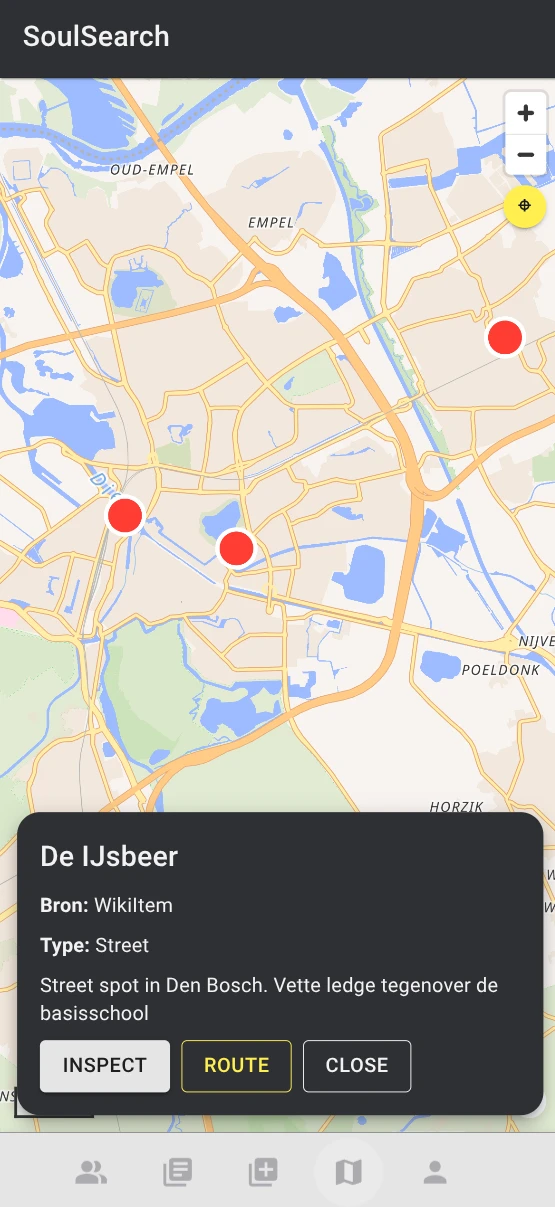 SoulSearch
OUD-EMPEL
EMPEL
NIJVE
POELDONK
HORZIK
De IJsbeer
Bron: WikiItem
Type: Street
Street spot in Den Bosch. Vette ledge tegenover de
basisschool
INSPECT ROUTE CLOSE